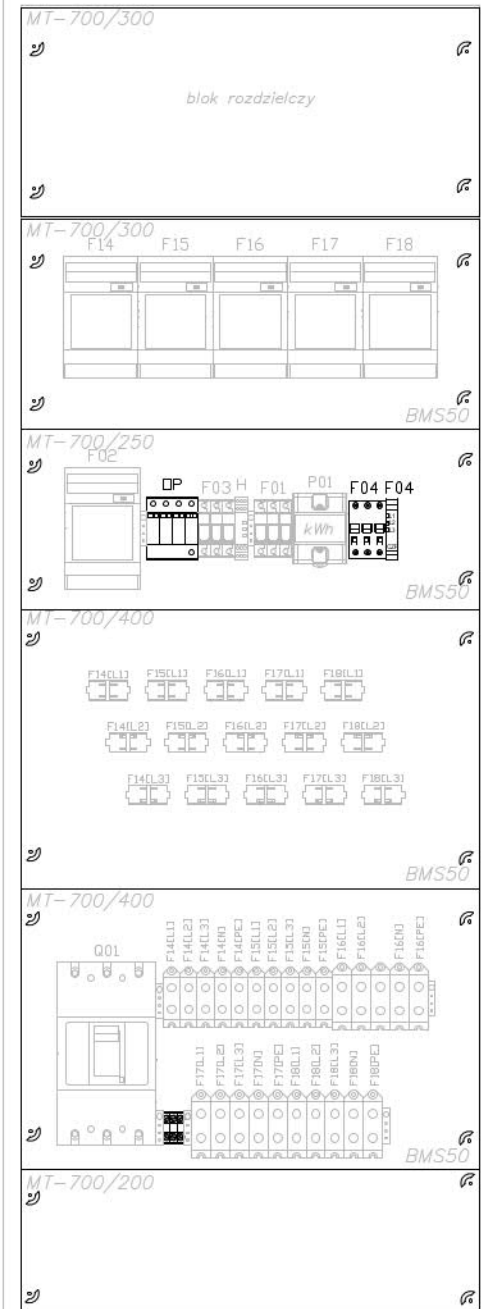 MT-700/300
blok rozdzielczy
MT-700/300
F14 F15 F16 F17 F18
BMS50
MT-700/250
F02 OP F03 H F01 P01 F04 F04
kWh
BMS50
MT-700/400
F14[L1] F15[L1] F16[L1] F17[L1] F18[L1]
F14[L2] F15[L2] F16[L2] F17[L2] F18[L2]
F14[L3] F15[L3] F16[L3] F17[L3] F18[L3]
BMS50
MT-700/400
Q01
F14[L1] F14[L2] F14[L3] F14[N] F14[PE] F15[L1] F15[L2] F15[L3] F15[N] F15[PE] F16[L1] F16[L2] F16[N] F16[PE]
F17[L1] F17[L2] F17[L3] F17[N] F17[PE] F18[L1] F18[L2] F18[L3] F18[N] F18[PE]
BMS50
MT-700/200